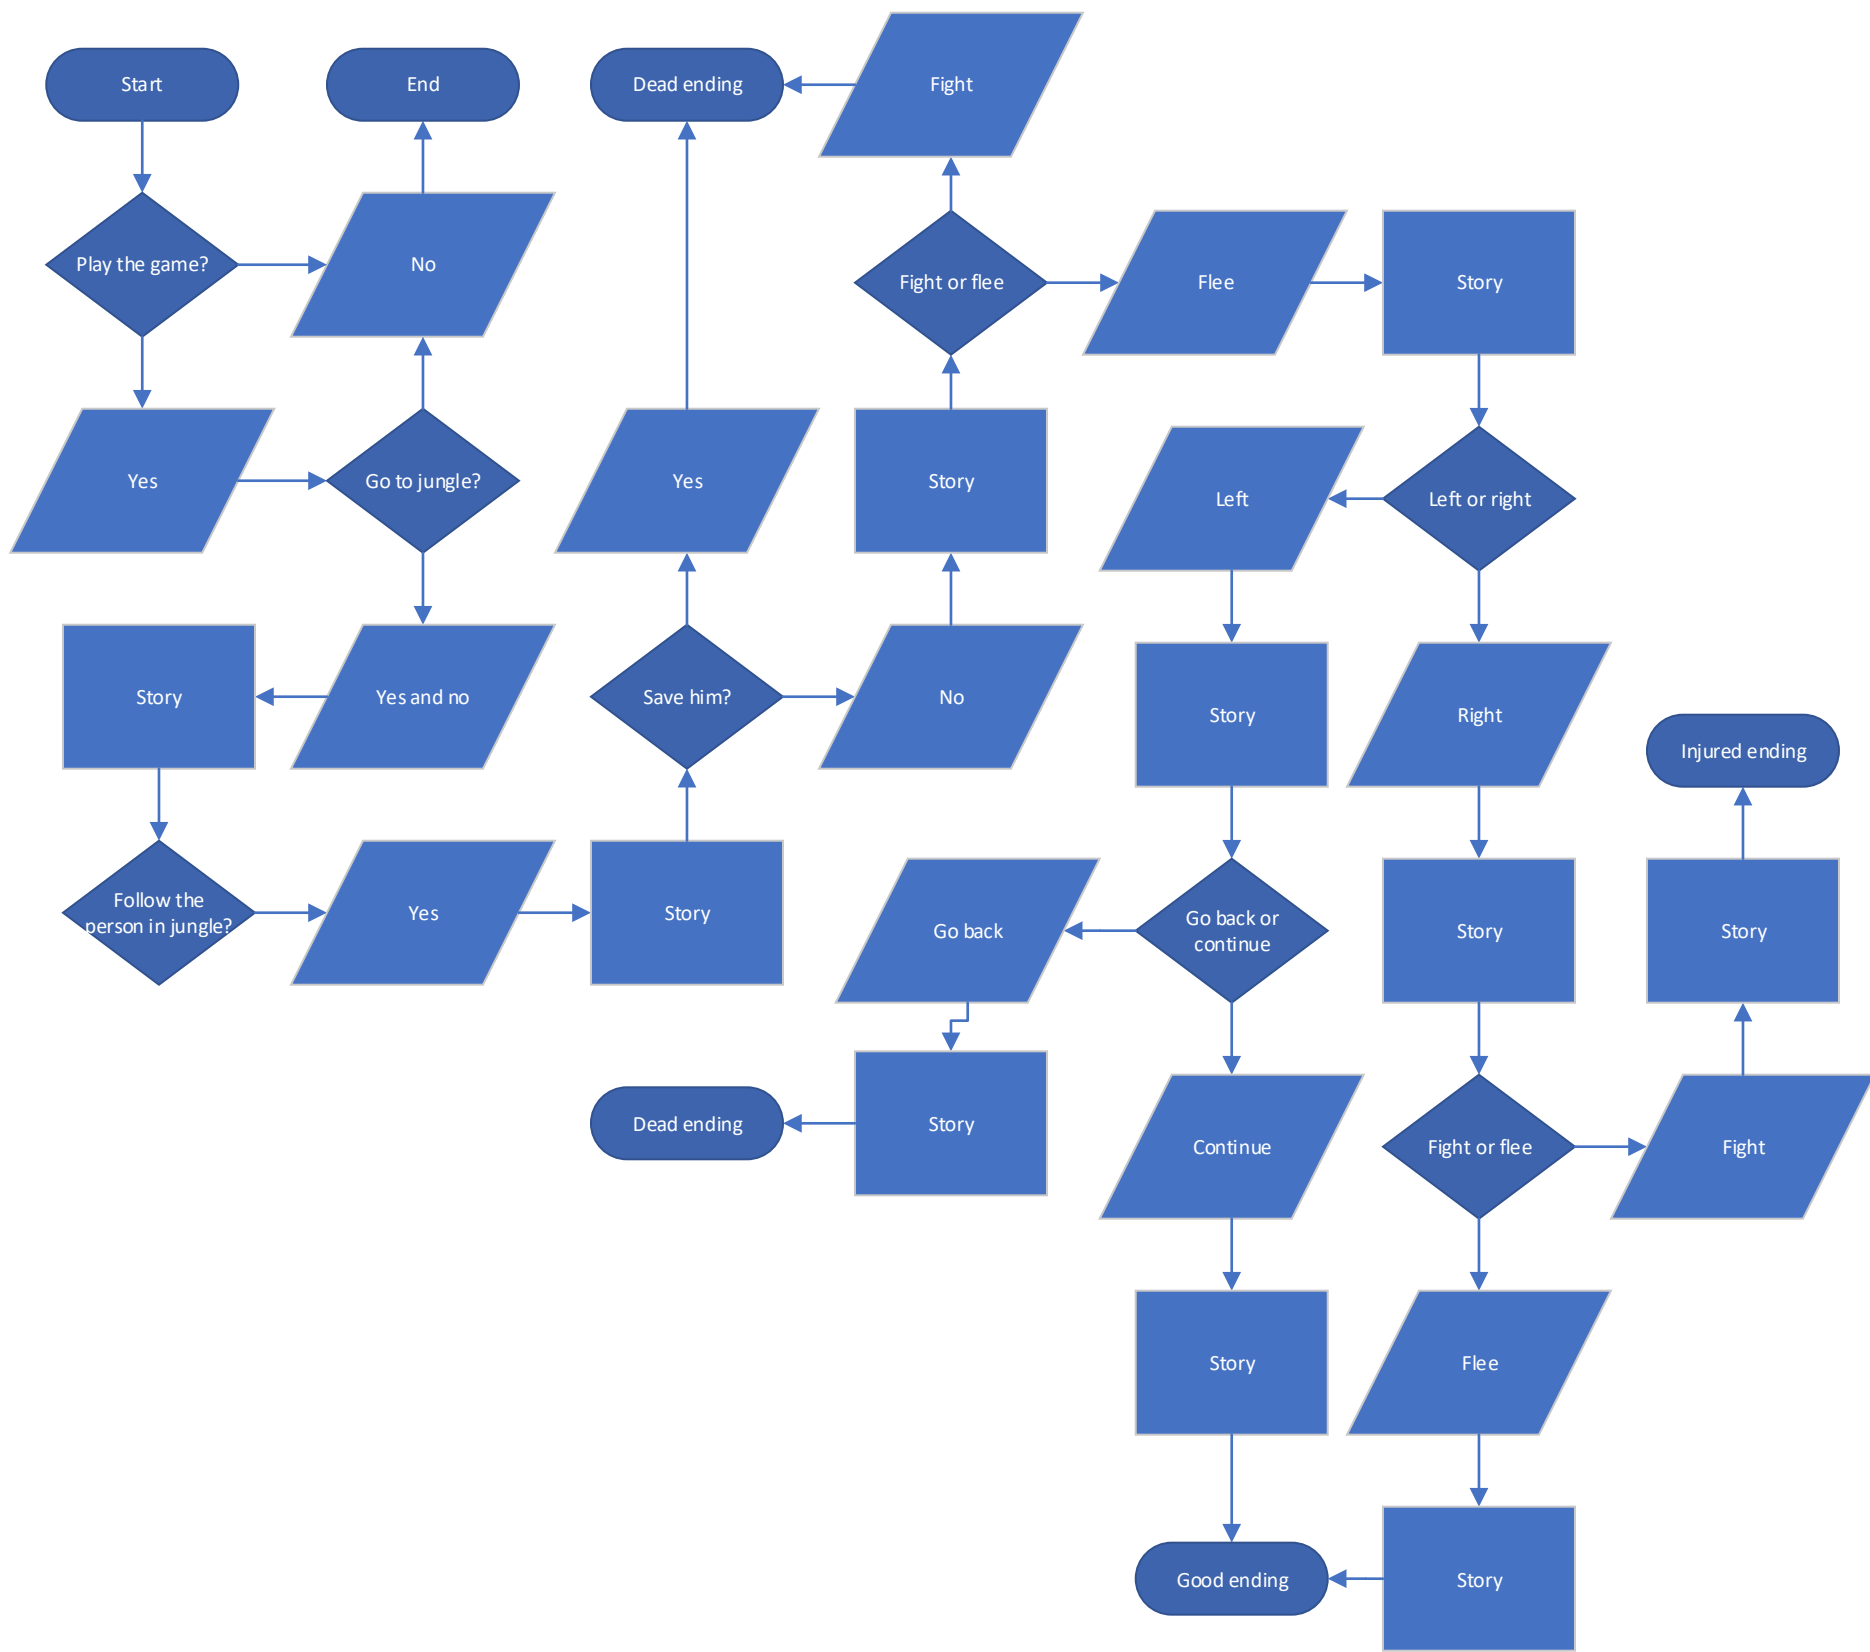 Start
End
Dead ending
Fight
Play the game?
No
Fight or flee
Flee
Story
Yes
Go to jungle?
Yes
Story
Left
Left or right
Story
Yes and no
Save him?
No
Story
Right
Injured ending
Follow the
person in jungle?
Yes
Story
Go back
Go back or
continue
Story
Story
Dead ending
Story
Continue
Fight or flee
Fight
Story
Flee
Good ending
Story